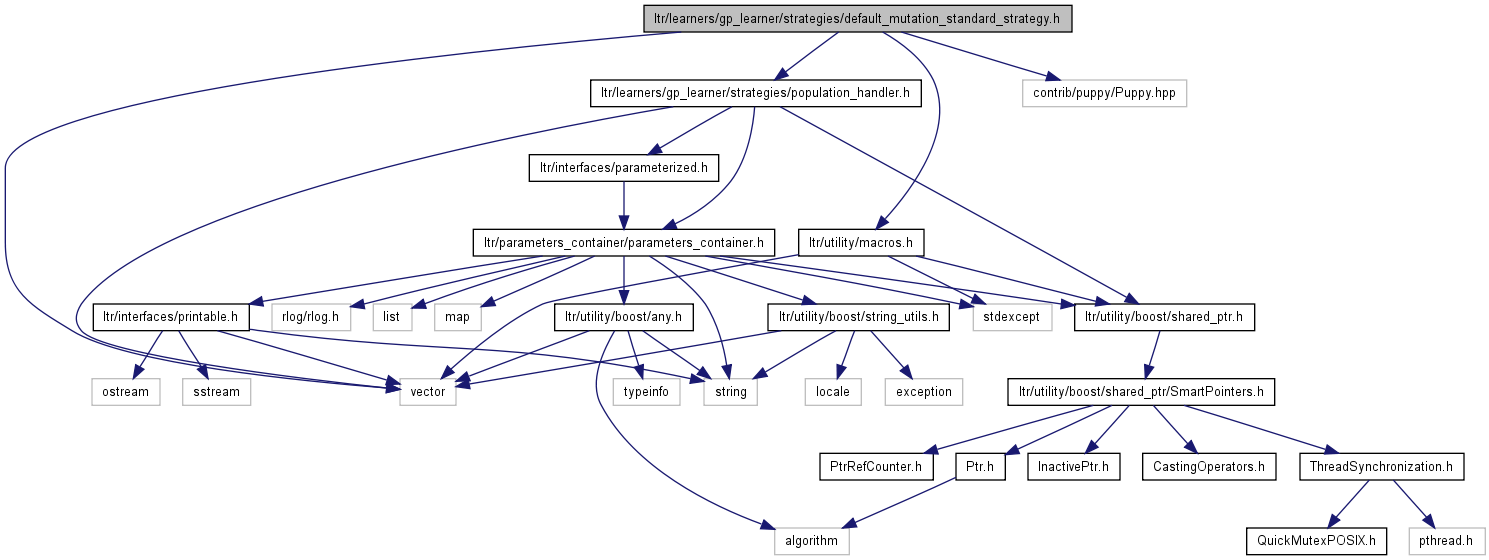 ltr/learners/gp_learner/strategies/default_mutation_standard_strategy.h
ltr/learners/gp_learner/strategies/population_handler.h
contrib/puppy/Puppy.hpp
ltr/interfaces/parameterized.h
ltr/parameters_container/parameters_container.h
ltr/utility/macros.h
ltr/interfaces/printable.h
rlog/rlog.h
list
map
ltr/utility/boost/any.h
ltr/utility/boost/string_utils.h
stdexcept
ltr/utility/boost/shared_ptr.h
ostream
sstream
vector
typeinfo
string
locale
exception
ltr/utility/boost/shared_ptr/SmartPointers.h
PtrRefCounter.h
Ptr.h
InactivePtr.h
CastingOperators.h
ThreadSynchronization.h
algorithm
QuickMutexPOSIX.h
pthread.h